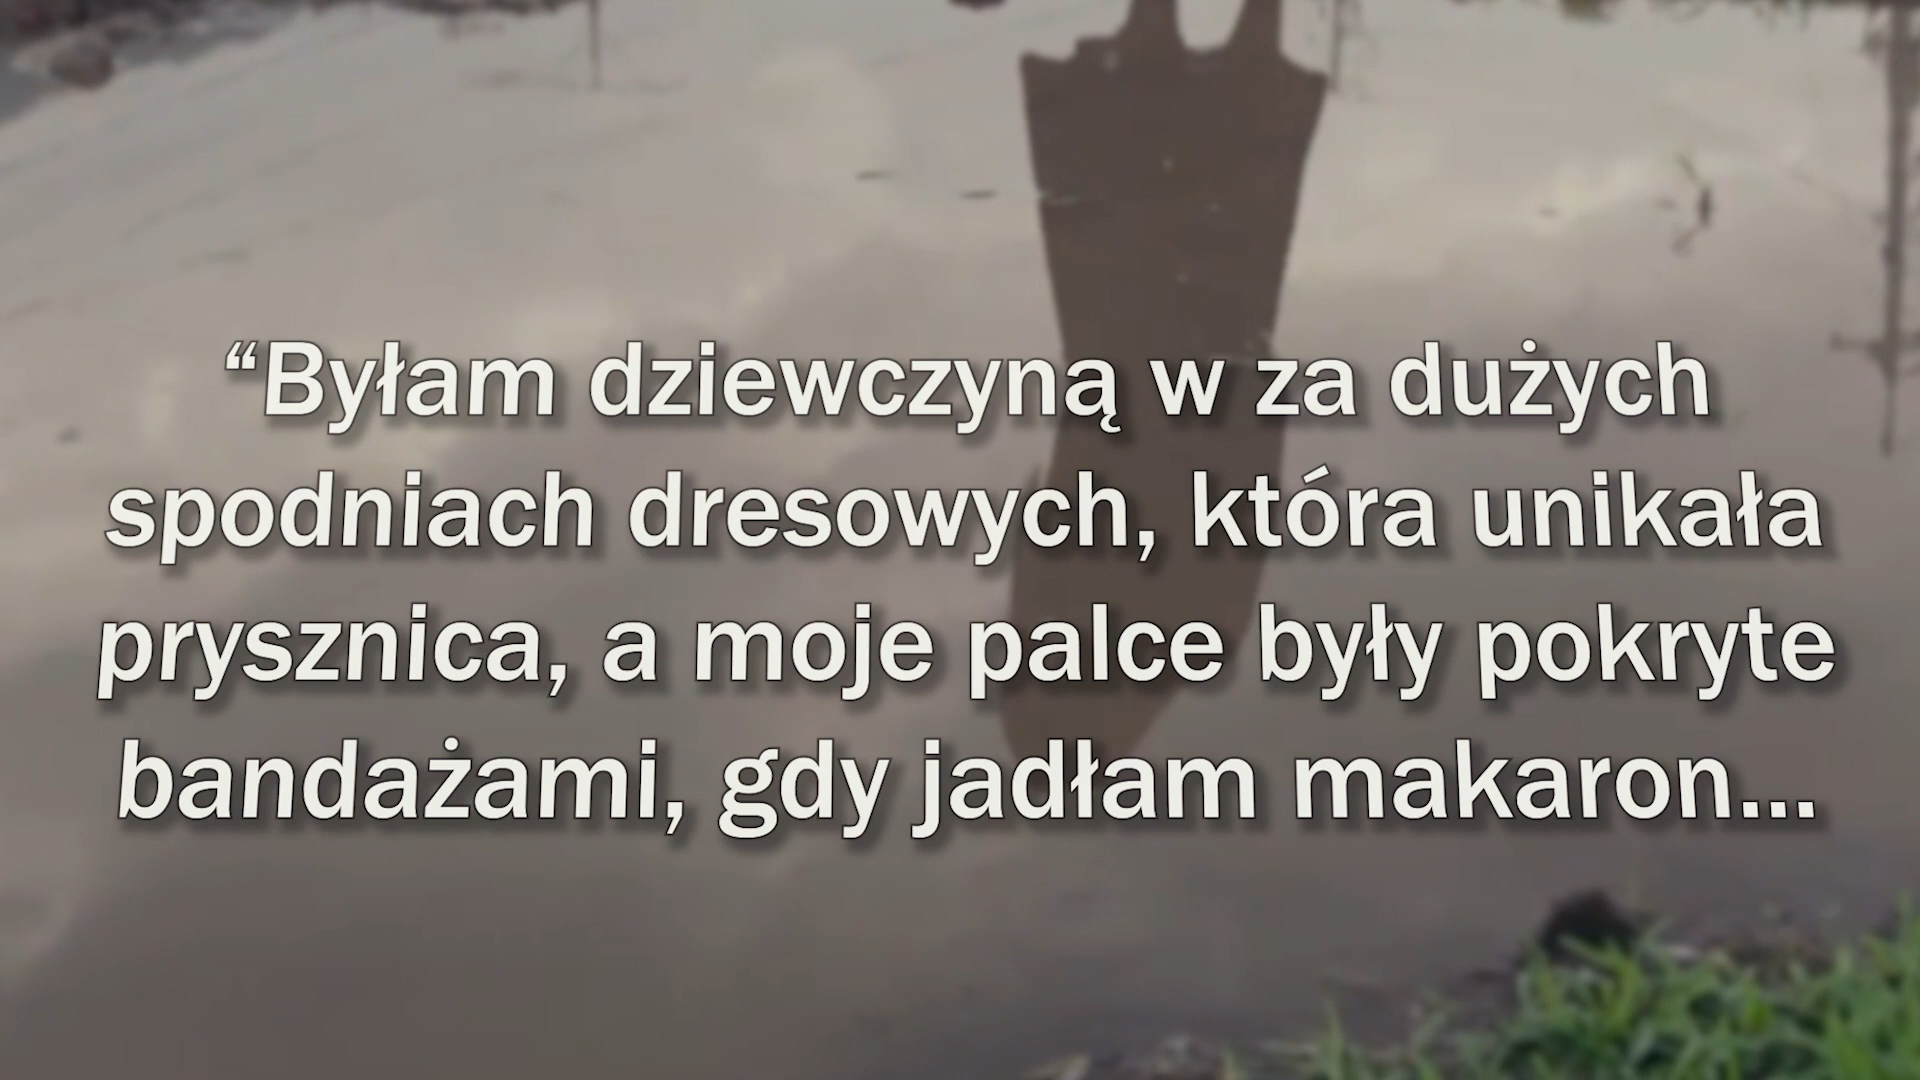 “Byłam dziewczyną w za dużych
spodniach dresowych, która unikała
prysznica, a moje palce były pokryte
bandażami, gdy jadłam makaron...